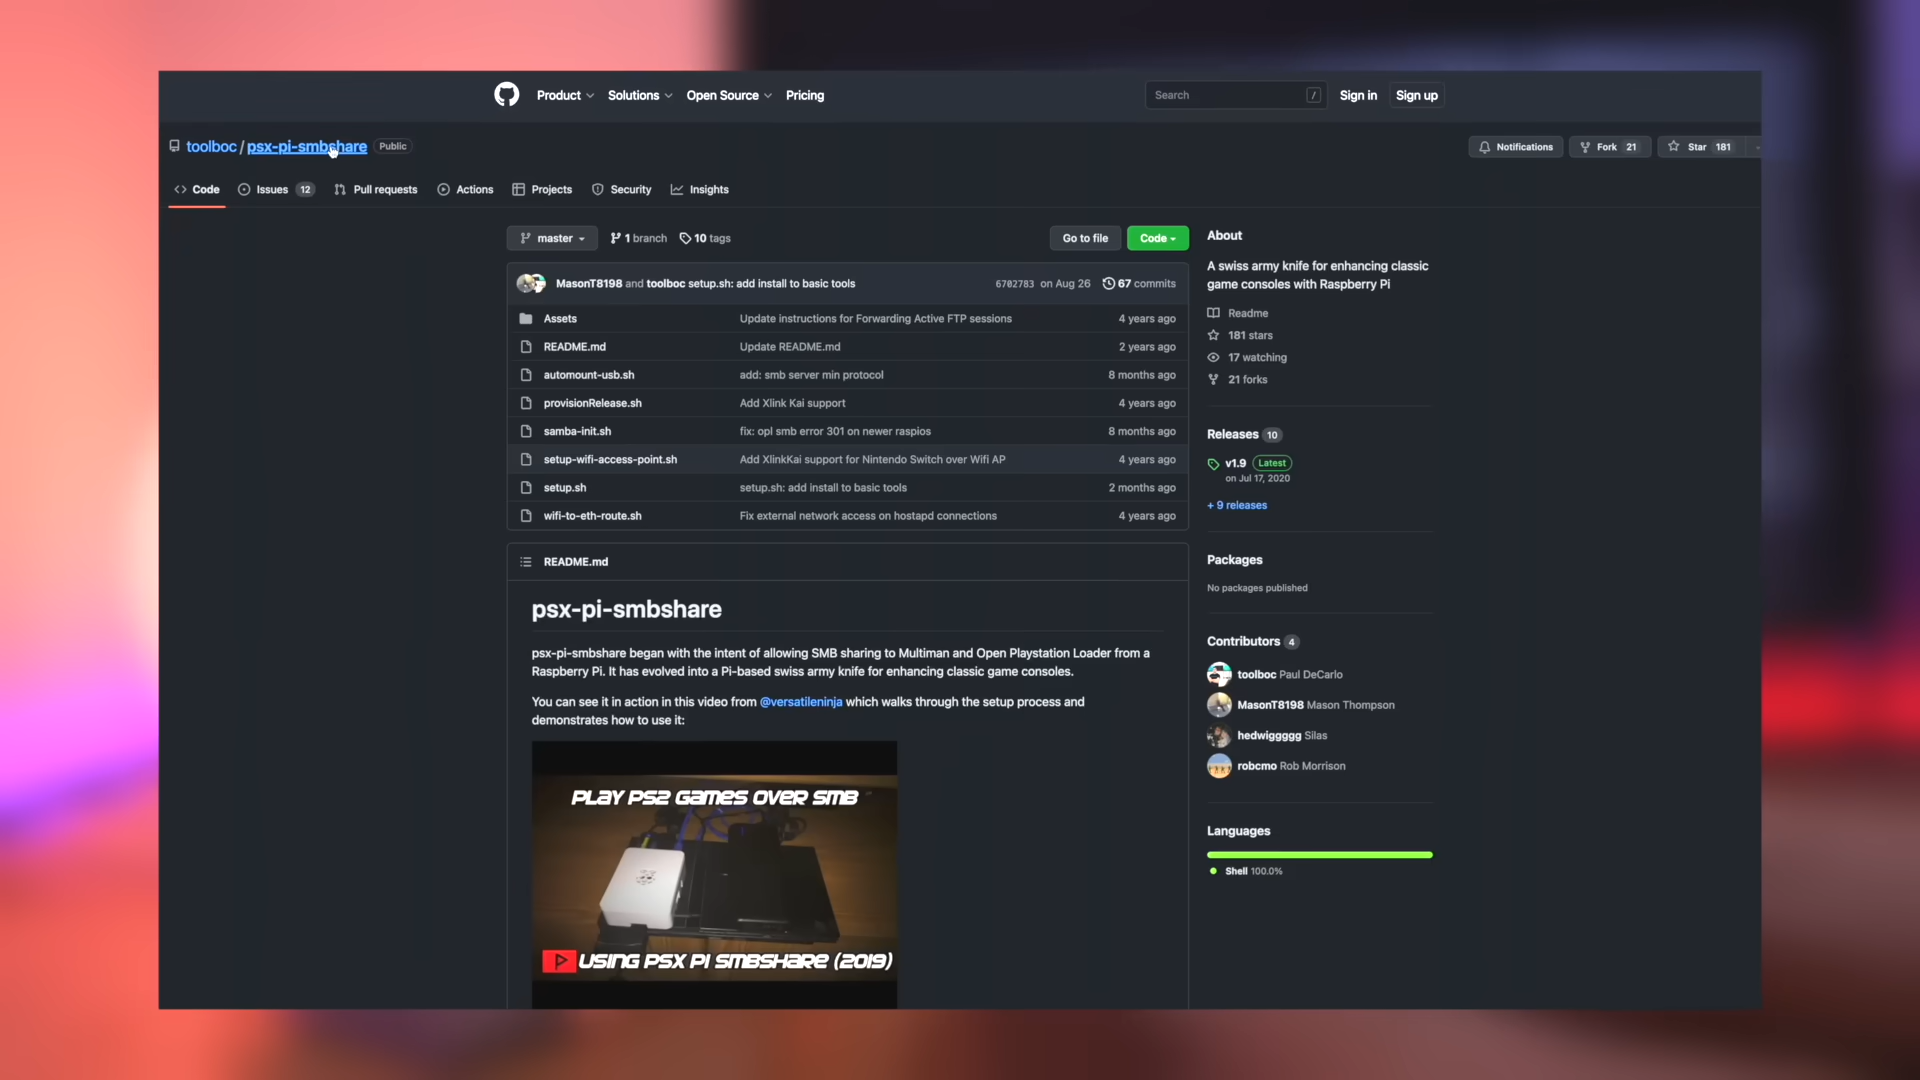 Product Solutions Open Source Pricing Search / Sign in Sign up
toolboc / psx-pi-smbshare Public Notifications Fork 21 Star 181
Code Issues 12 Pull requests Actions Projects Security Insights
master 1 branch 10 tags Go to file Code
MasonT8198 and toolboc setup.sh: add install to basic tools 6702783 on Aug 26 67 commits
Assets Update instructions for Forwarding Active FTP sessions 4 years ago
README.md Update README.md 2 years ago
automount-usb.sh add: smb server min protocol 8 months ago
provisionRelease.sh Add Xlink Kai support 4 years ago
samba-init.sh fix: opl smb error 301 on newer raspios 8 months ago
setup-wifi-access-point.sh Add XlinkKai support for Nintendo Switch over Wifi AP 4 years ago
setup.sh setup.sh: add install to basic tools 2 months ago
wifi-to-eth-route.sh Fix external network access on hostapd connections 4 years ago
README.md
psx-pi-smbshare
psx-pi-smbshare began with the intent of allowing SMB sharing to Multiman and Open Playstation Loader from a
Raspberry Pi. It has evolved into a Pi-based swiss army knife for enhancing classic game consoles.
You can see it in action in this video from @versatileninja which walks through the setup process and
demonstrates how to use it:
PLAY PS2 GAMES OVER SMB
USING PSX PI SMBSHARE (2019)
About
A swiss army knife for enhancing classic
game consoles with Raspberry Pi
Readme
181 stars
17 watching
21 forks
Releases 10
v1.9 Latest
on Jul 17, 2020
+ 9 releases
Packages
No packages published
Contributors 4
toolboc Paul DeCarlo
MasonT8198 Mason Thompson
hedwiggggg Silas
robcmo Rob Morrison
Languages
Shell 100.0%